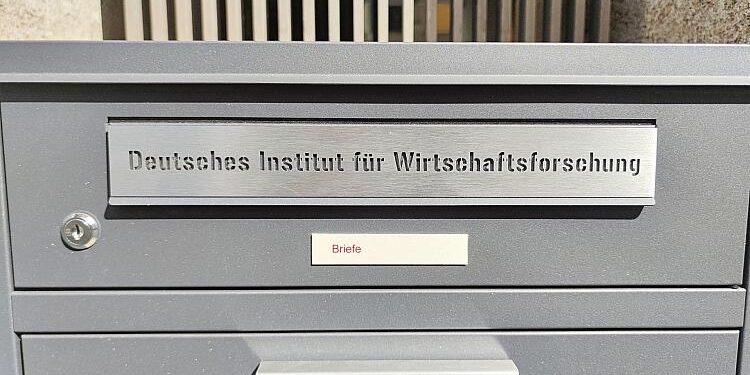 Deutsches Institut für Wirtschaftsforschung
Briefe